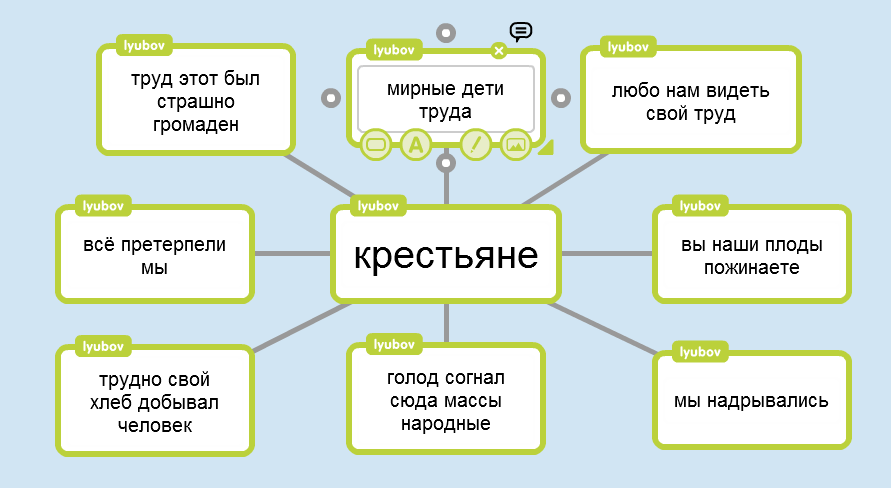 lyubov
труд этот был
страшно
громаден
lyubov
мирные дети
труда
A
lyubov
любо нам видеть
свой труд
lyubov
всё претерпели
мы
lyubov
крестьяне
lyubov
вы наши плоды
пожинаете
lyubov
трудно свой
хлеб добывал
человек
lyubov
голод согнал
сюда массы
народные
lyubov
мы надрывались